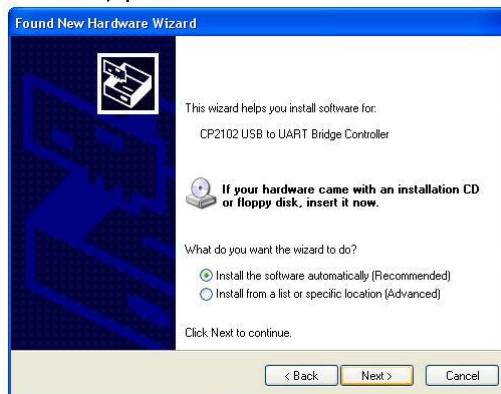 Found New Hardware Wizard
This wizard helps you install software for:
CP2102 USB to UART Bridge Controller
If your hardware came with an installation CD
or floppy disk, insert it now.
What do you want the wizard to do?
Install the software automatically (Recommended)
Install from a list or specific location (Advanced)
Click Next to continue.
< Back Next > Cancel